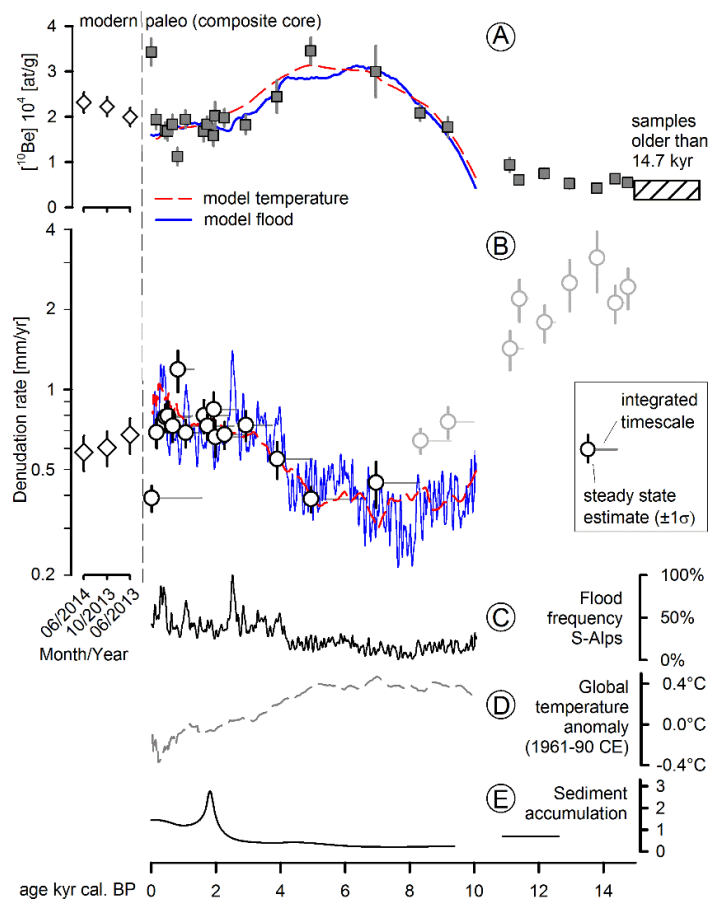 modern paleo (composite core)
A
[¹⁰Be] 10⁴ [at/g]
4
3
2
1
0
samples
older than
14.7 kyr
model temperature
model flood
B
Denudation rate [mm/yr]
4
2
1
0.5
0.2
integrated
timescale
steady state
estimate (±1σ)
06/2014
10/2013
06/2013
Month/Year
C
Flood
frequency
S-Alps
100%
50%
0%
D
Global
temperature
anomaly
(1961-90 CE)
0.4°C
0.0°C
-0.4°C
E
Sediment
accumulation
3
2
1
0
age kyr cal. BP
0 2 4 6 8 10 12 14